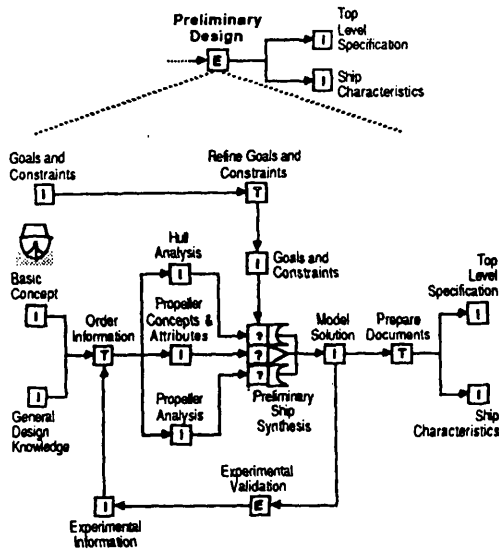 Preliminary
Design
E
Top
Level
I
Specification
I
Ship
Characteristics
Goals and
Constraints
I
Refine Goals and
Constraints
T
Hull
Analysis
I
I
Goals and
Constraints
Basic
Concept
I
Order
Information
T
Propeller
Concepts &
Attributes
I
?
?
?
Model
Solution
I
Prepare
Documents
T
Top
Level
Specification
I
I
General
Design
Knowledge
Propeller
Analysis
I
Preliminary
Ship
Synthesis
I
Ship
Characteristics
Experimental
Validation
E
I
Experimental
Information